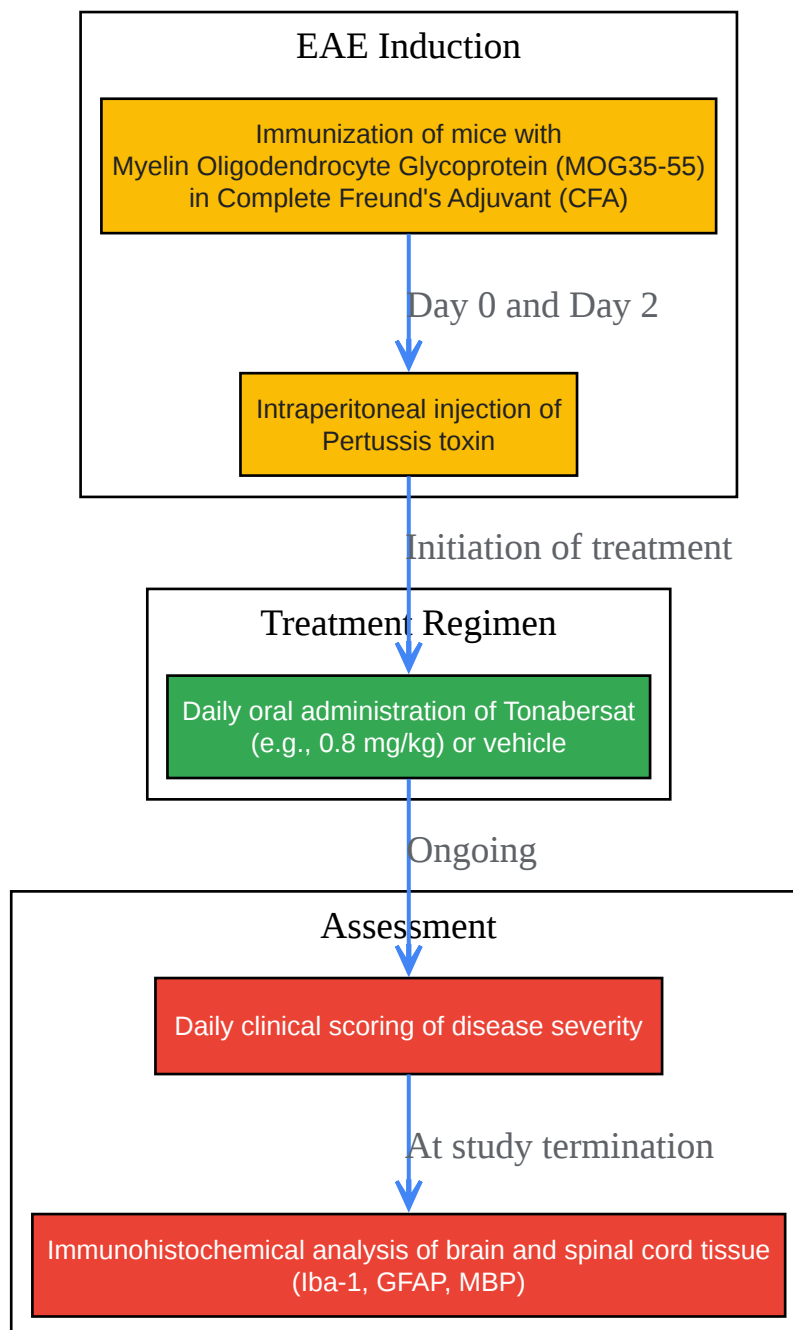 EAE Induction
Immunization of mice with
Myelin Oligodendrocyte Glycoprotein (MOG35-55)
in Complete Freund's Adjuvant (CFA)
Day 0 and Day 2
Intraperitoneal injection of
Pertussis toxin
Initiation of treatment
Treatment Regimen
Daily oral administration of Tonabersat
(e.g., 0.8 mg/kg) or vehicle
Ongoing
Assessment
Daily clinical scoring of disease severity
At study termination
Immunohistochemical analysis of brain and spinal cord tissue
(Iba-1, GFAP, MBP)